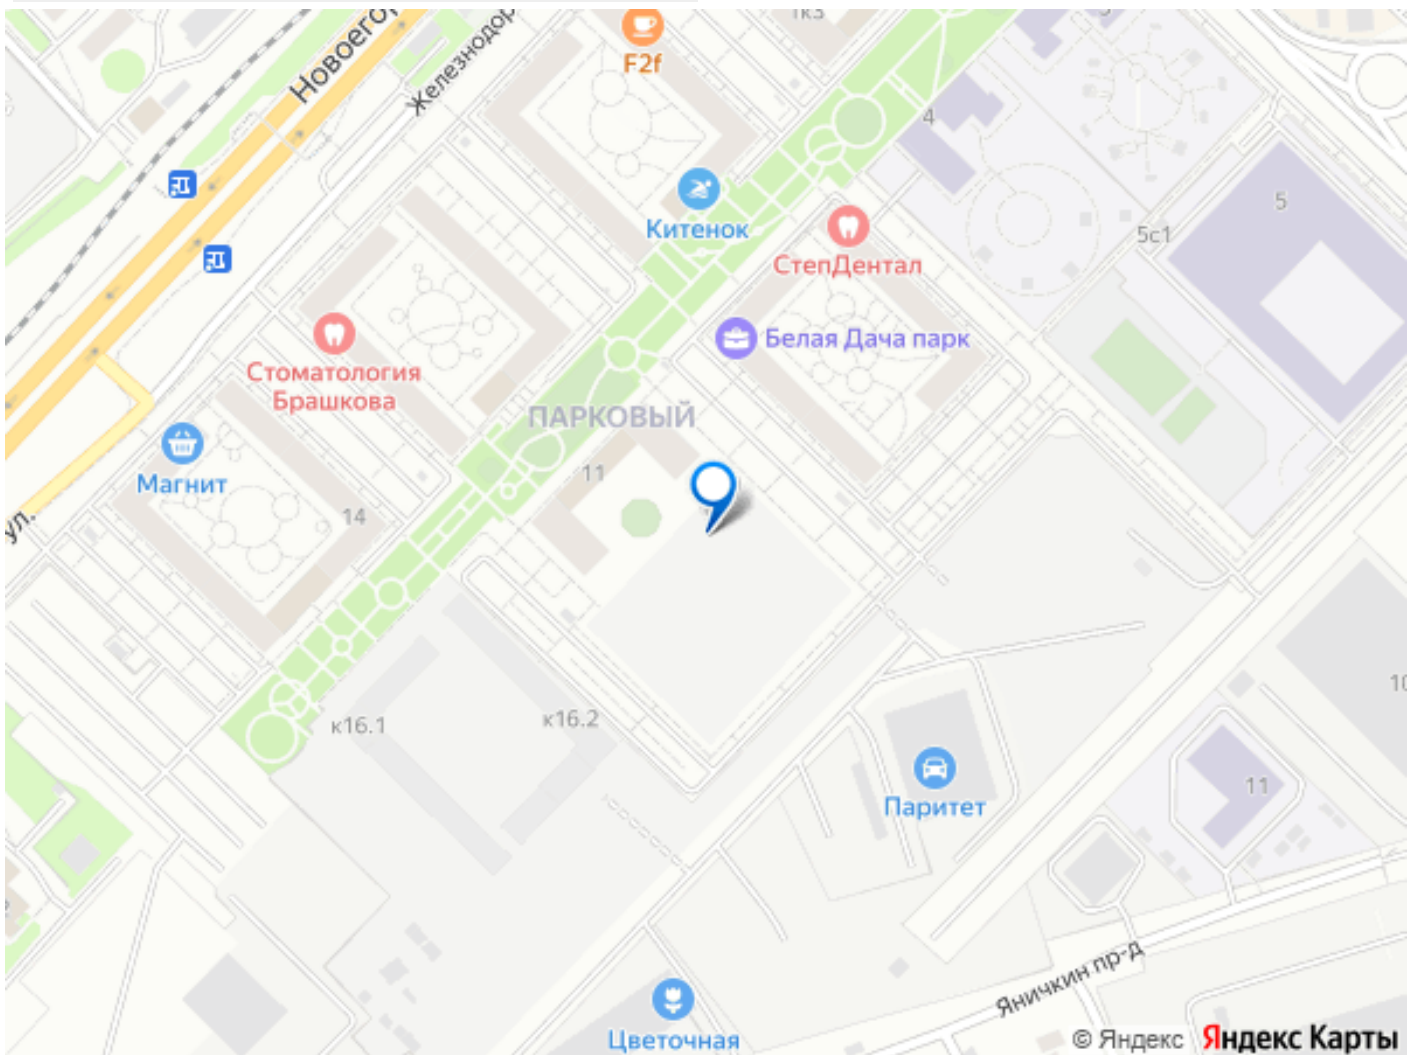 1к3
F2f
Железнодор
Новоегор
4
5
5с1
Китенок
СтепДентал
Белая Дача парк
Стоматология
Брашкова
ПАРКОВЫЙ
Магнит
11
14
ул.
к16.1
к16.2
10
11
Паритет
Яничкин пр-д
Цветочная
© Яндекс Яндекс Карты